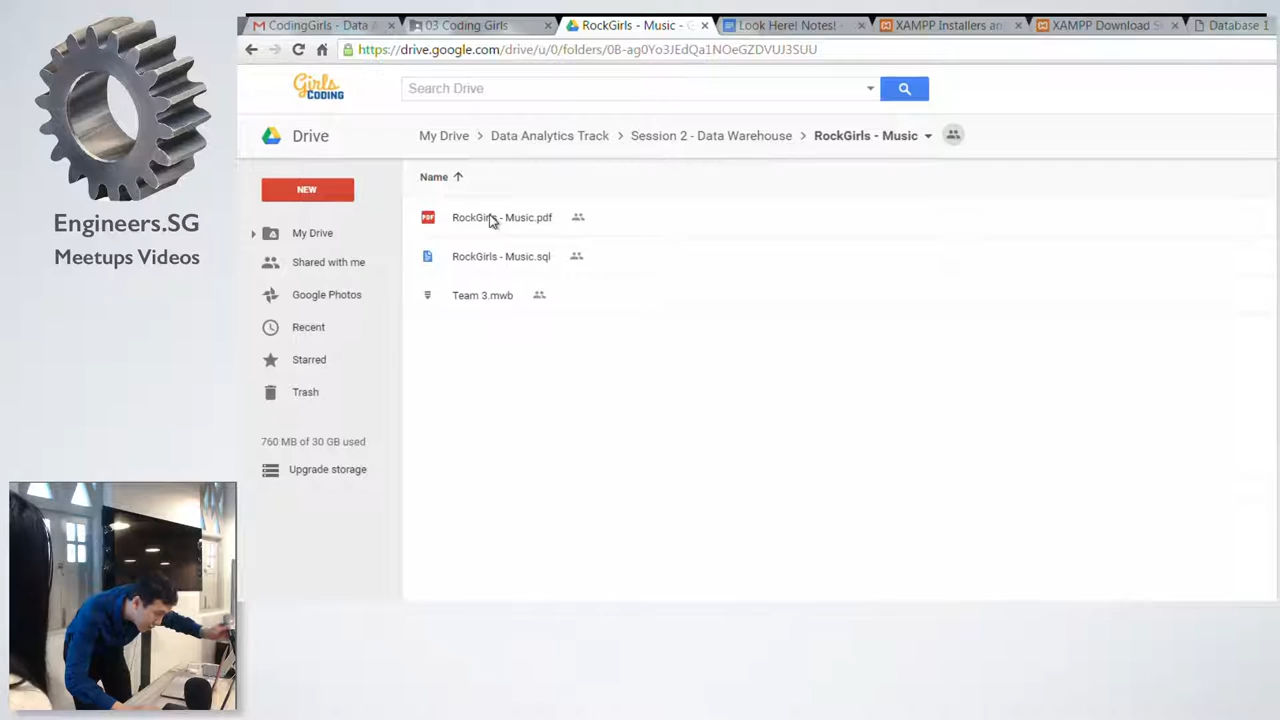 CodingGirls - Data A
03 Coding Girls
RockGirls - Music - G
Look Here! Notes! -
XAMPP Installers an
XAMPP Download S
Database 1
https://drive.google.com/drive/u/0/folders/0B-ag0Yo3JEdQa1NOeGZDVUJ3SUU
Girls
CODING
Search Drive
Drive
My Drive > Data Analytics Track > Session 2 - Data Warehouse > RockGirls - Music
NEW
My Drive
Shared with me
Google Photos
Recent
Starred
Trash
760 MB of 30 GB used
Upgrade storage
Name
PDF
RockGirls - Music.pdf
RockGirls - Music.sql
Team 3.mwb
Engineers.SG
Meetups Videos